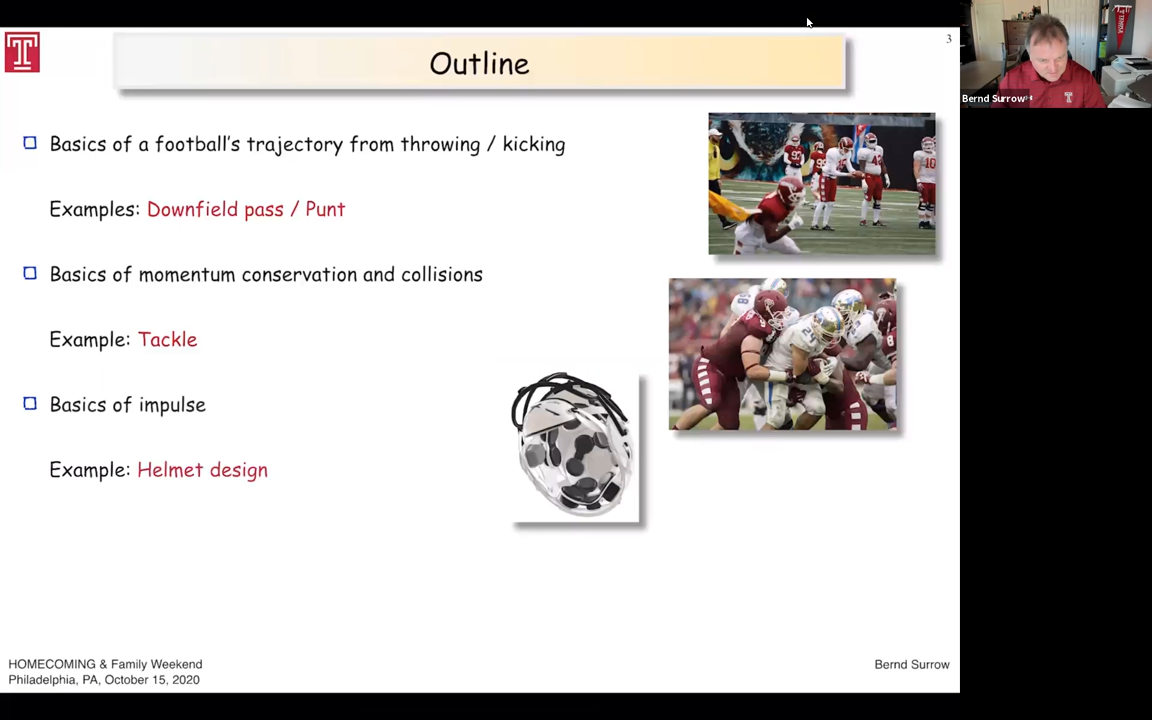 Outline
3
Basics of a football's trajectory from throwing / kicking
Examples: Downfield pass / Punt
Basics of momentum conservation and collisions
Example: Tackle
Basics of impulse
Example: Helmet design
HOMECOMING & Family Weekend
Philadelphia, PA, October 15, 2020
Bernd Surrow
Bernd Surrow